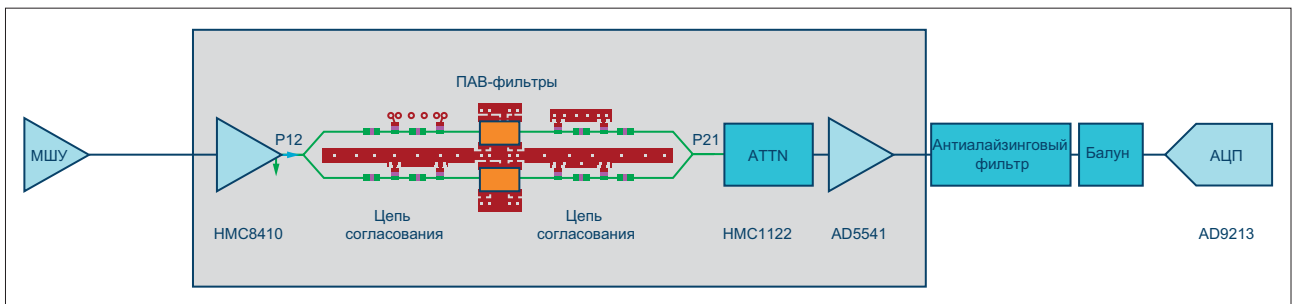 ПАВ-фильтры
МШУ
P12
P21
ATTN
Антиалайзинговый
фильтр
Балун
АЦП
Цепь
согласования
Цепь
согласования
HMC8410
HMC1122
AD5541
AD9213